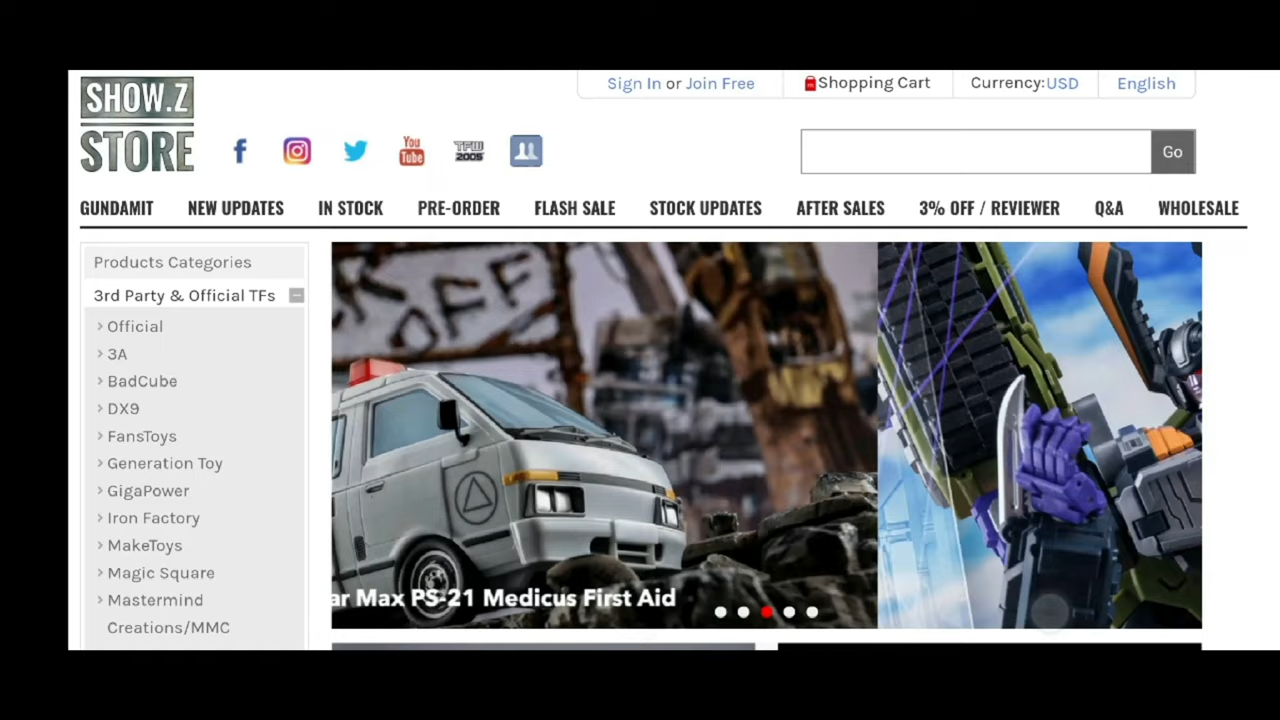 SHOW.Z
STORE
Sign In or Join Free
Shopping Cart
Currency:USD
English
You
Tube
TFW
2005
Go
GUNDAMIT
NEW UPDATES
IN STOCK
PRE-ORDER
FLASH SALE
STOCK UPDATES
AFTER SALES
3% OFF / REVIEWER
Q&A
WHOLESALE
Products Categories
3rd Party & Official TFs
Official
3A
BadCube
DX9
FansToys
Generation Toy
GigaPower
Iron Factory
MakeToys
Magic Square
Mastermind
Creations/MMC
OFF
ar Max PS-21 Medicus First Aid